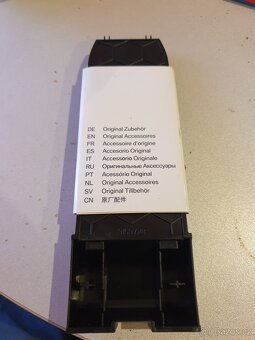 DE Original Zubehör
EN Original Accessories
FR Accessoire d'origine
ES Accesorio Original
IT Accessorio Originale
RU Оригинальные Аксессуары
PT Acessório Original
NL Original Accessoires
SV Original Tillbehör
CN 原厂配件